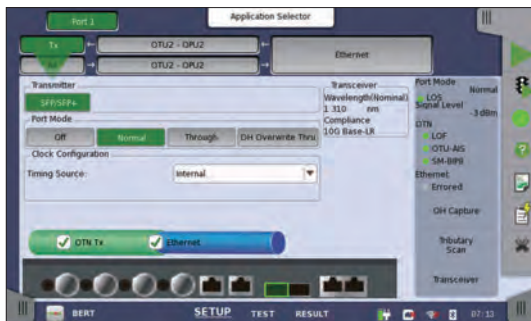 Port 1
Application Selector
Tx
OTU2 - OPU2
OTU2 - OPU2
Ethernet
Transmitter
SFP/SFP+
Port Mode
Off
Normal
Through
OH Overwrite Thru
Clock Configuration
Timing Source:
Internal
Transceiver
Wavelength(Nominal)
1 310 nm
Compliance
10G Base-LR
Port Mode
Normal
LOS
Signal Level
-3 dBm
OTN
LOF
OTU-AIS
SM-BIP8
Ethernet
Errored
OH Capture
Tributary
Scan
Transceiver
OTN Tx
Ethernet
BERT
SETUP
TEST
RESULT
07:13